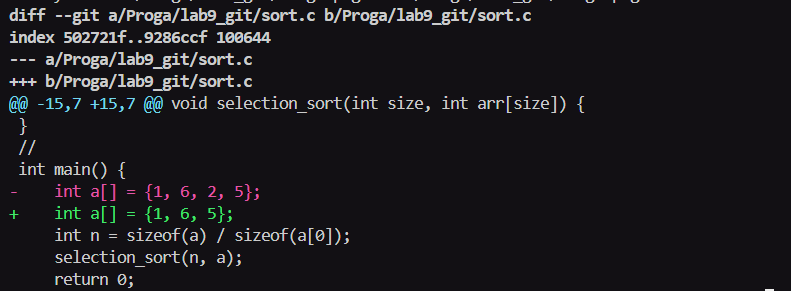 diff --git a/Proga/lab9_git/sort.c b/Proga/lab9_git/sort.c
index 502721f..9286ccf 100644
--- a/Proga/lab9_git/sort.c
+++ b/Proga/lab9_git/sort.c
@@ -15,7 +15,7 @@ void selection_sort(int size, int arr[size]) {
 }
 //
 int main() {
-    int a[] = {1, 6, 2, 5};
+    int a[] = {1, 6, 5};
     int n = sizeof(a) / sizeof(a[0]);
     selection_sort(n, a);
     return 0;